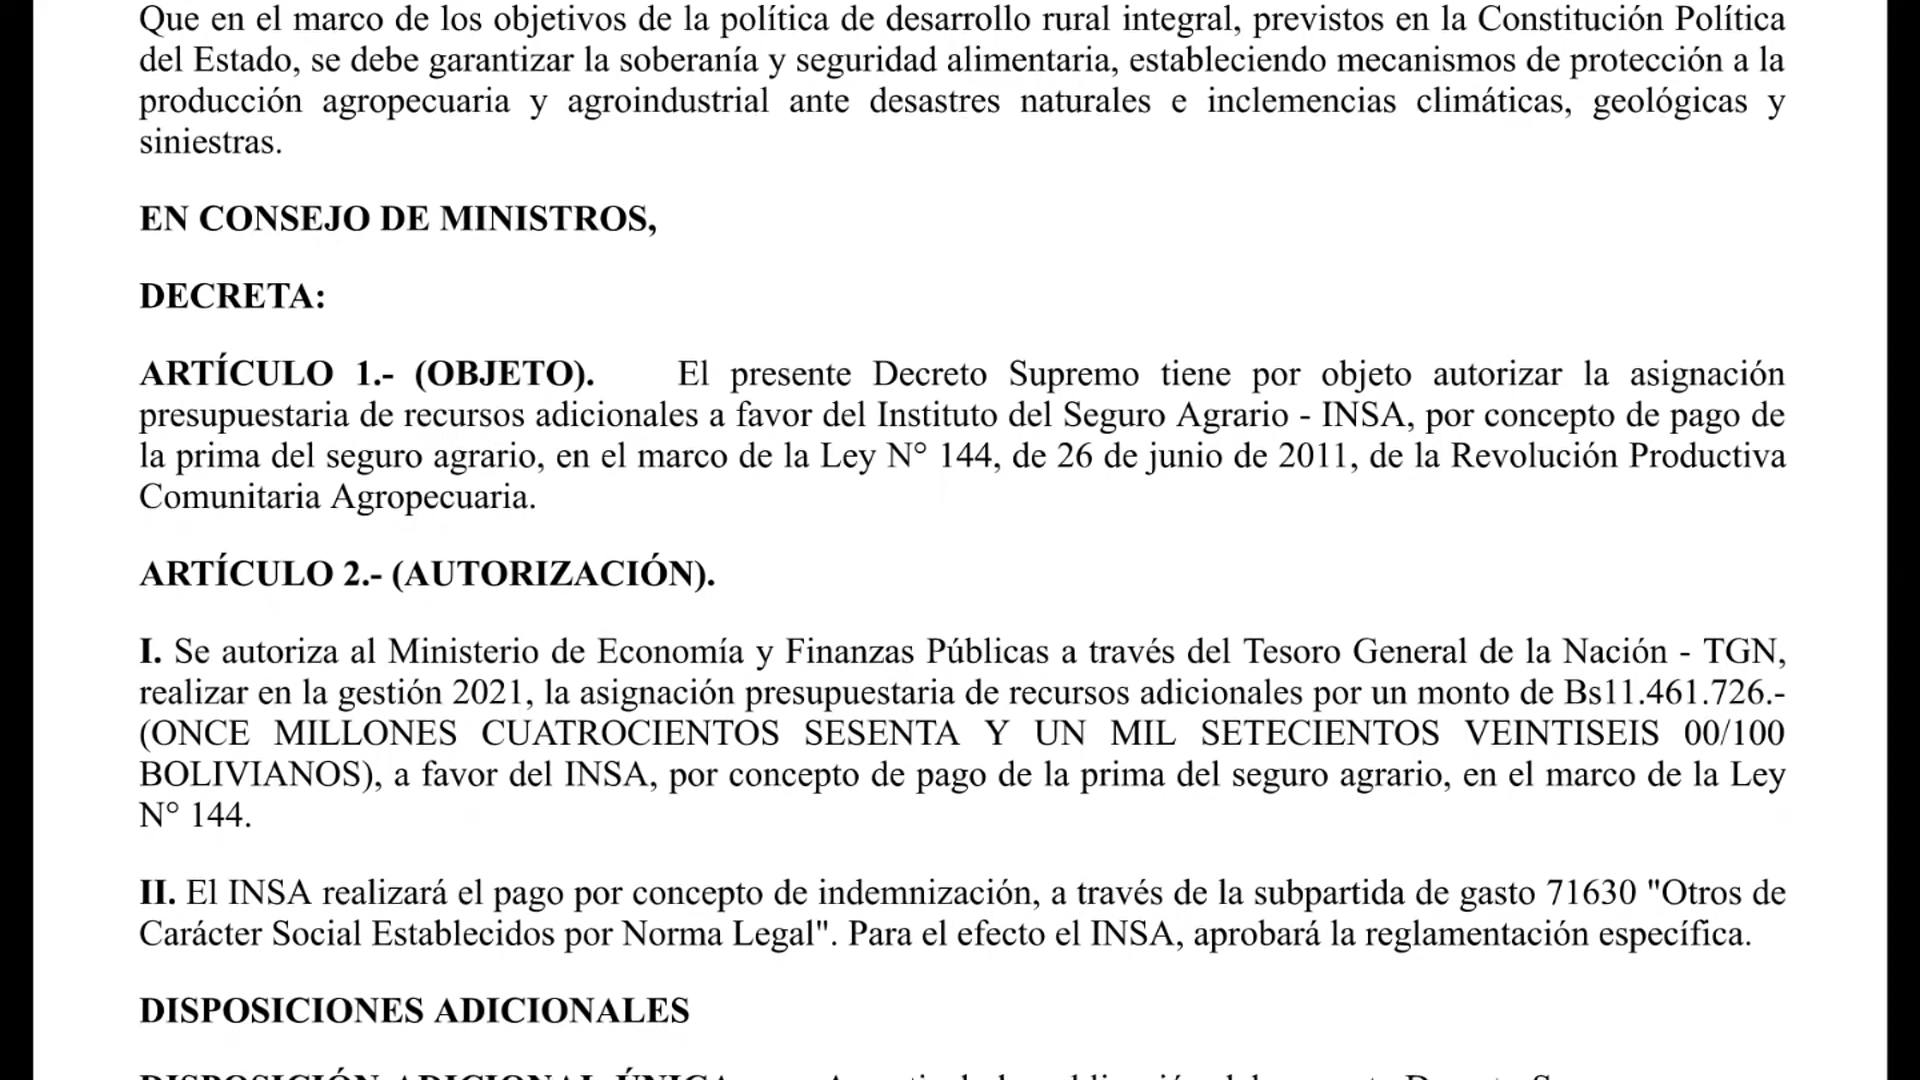 Que en el marco de los objetivos de la política de desarrollo rural integral, previstos en la Constitución Política
del Estado, se debe garantizar la soberanía y seguridad alimentaria, estableciendo mecanismos de protección a la
producción agropecuaria y agroindustrial ante desastres naturales e inclemencias climáticas, geológicas y
siniestras.
EN CONSEJO DE MINISTROS,
DECRETA:
ARTÍCULO 1.- (OBJETO). El presente Decreto Supremo tiene por objeto autorizar la asignación
presupuestaria de recursos adicionales a favor del Instituto del Seguro Agrario - INSA, por concepto de pago de
la prima del seguro agrario, en el marco de la Ley N° 144, de 26 de junio de 2011, de la Revolución Productiva
Comunitaria Agropecuaria.
ARTÍCULO 2.- (AUTORIZACIÓN).
I. Se autoriza al Ministerio de Economía y Finanzas Públicas a través del Tesoro General de la Nación - TGN,
realizar en la gestión 2021, la asignación presupuestaria de recursos adicionales por un monto de Bs11.461.726.-
(ONCE MILLONES CUATROCIENTOS SESENTA Y UN MIL SETECIENTOS VEINTISEIS 00/100
BOLIVIANOS), a favor del INSA, por concepto de pago de la prima del seguro agrario, en el marco de la Ley
N° 144.
II. El INSA realizará el pago por concepto de indemnización, a través de la subpartida de gasto 71630 "Otros de
Carácter Social Establecidos por Norma Legal". Para el efecto el INSA, aprobará la reglamentación específica.
DISPOSICIONES ADICIONALES
DISPOSICIÓN ADICIONAL ÚNICA